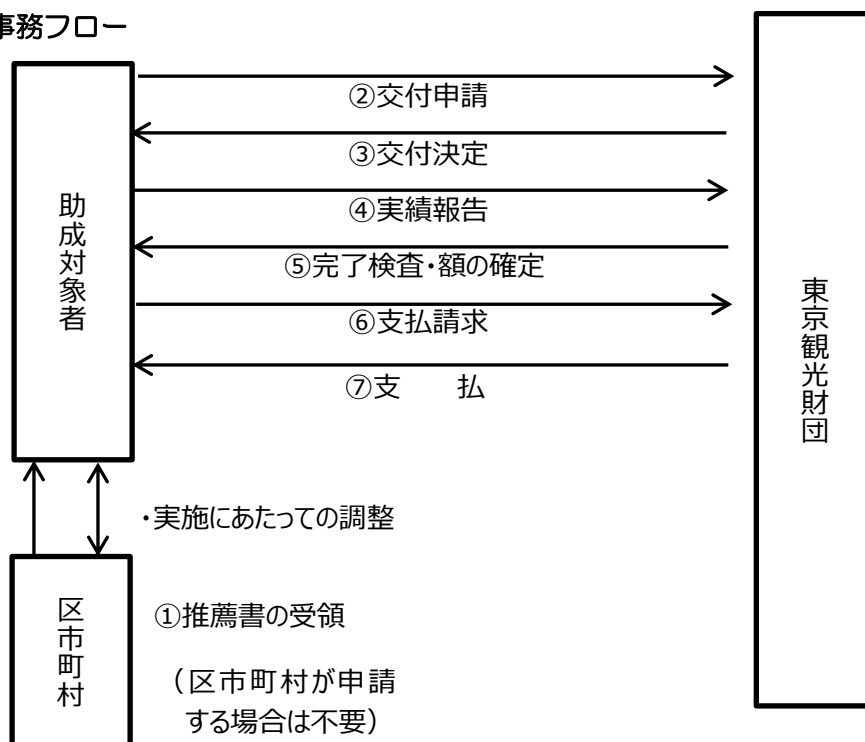 事務フロー
②交付申請
③交付決定
④実績報告
⑤完了検査・額の確定
⑥支払請求
⑦支　　払
助成対象者
東京観光財団
・実施にあたっての調整
区市町村
①推薦書の受領
（区市町村が申請
する場合は不要）